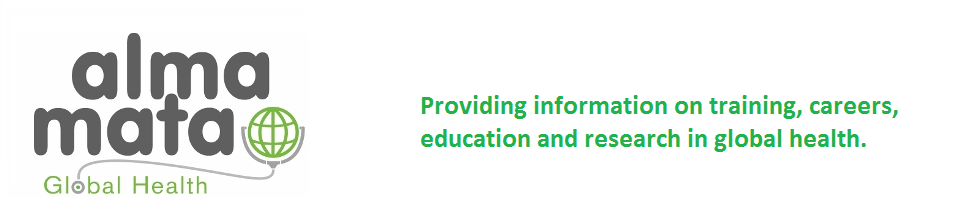 alma
mata
Global Health
Providing information on training, careers,
education and research in global health.